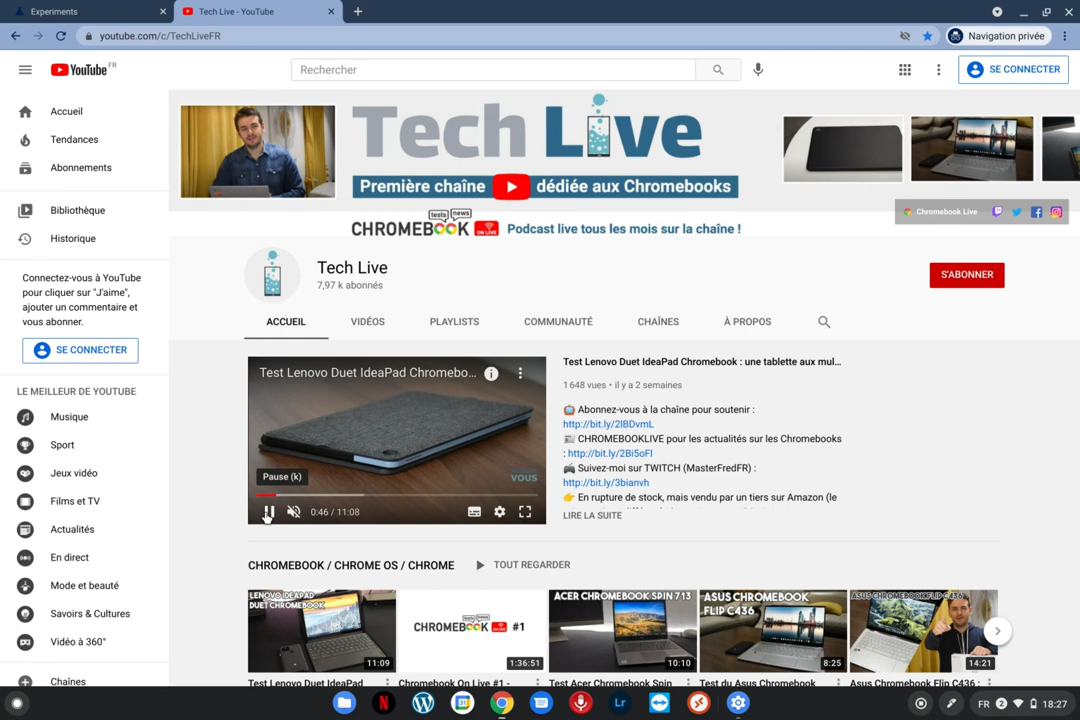 Experiments
Tech Live - YouTube
youtube.com/c/TechLiveFR
Navigation privée
YouTube FR
Rechercher
SE CONNECTER
Accueil
Tendances
Abonnements
Bibliothèque
Historique
Connectez-vous à YouTube
pour cliquer sur "J'aime",
ajouter un commentaire et
vous abonner.
SE CONNECTER
LE MEILLEUR DE YOUTUBE
Musique
Sport
Jeux vidéo
Films et TV
Actualités
En direct
Mode et beauté
Savoirs & Cultures
Vidéo à 360°
Chaînes
Tech Live
Première chaîne dédiée aux Chromebooks
tests news
CHROMEBOOK ON LIVE Podcast live tous les mois sur la chaîne !
Chromebook Live
Tech Live
7,97 k abonnés
S'ABONNER
ACCUEIL
VIDÉOS
PLAYLISTS
COMMUNAUTÉ
CHAÎNES
À PROPOS
Test Lenovo Duet IdeaPad Chromebo...
VOUS
Pause (k)
0:46 / 11:08
Test Lenovo Duet IdeaPad Chromebook : une tablette aux mul...
1 648 vues • il y a 2 semaines
Abonnez-vous à la chaîne pour soutenir :
http://bit.ly/2IBDvmL
CHROMEBOOKLIVE pour les actualités sur les Chromebooks
: http://bit.ly/2Bi5oFl
Suivez-moi sur TWITCH (MasterFredFR) :
http://bit.ly/3bianvh
En rupture de stock, mais vendu par un tiers sur Amazon (le
LIRE LA SUITE
CHROMEBOOK / CHROME OS / CHROME
TOUT REGARDER
LENOVO IDEAPAD
DUET CHROMEBOOK
11:09
CHROMEBOOK ON LIVE #1
1:36:51
ACER CHROMEBOOK SPIN 713
10:10
ASUS CHROMEBOOK
FLIP C436
8:25
ASUS CHROMEBOOK FLIP C436
14:21
Test Lenovo Duet IdeaPad
Chromebook On Live #1 -
Test Acer Chromebook Spin
Test du Asus Chromebook
Asus Chromebook Flip C436 :
Lr
31
FR
2
18:27